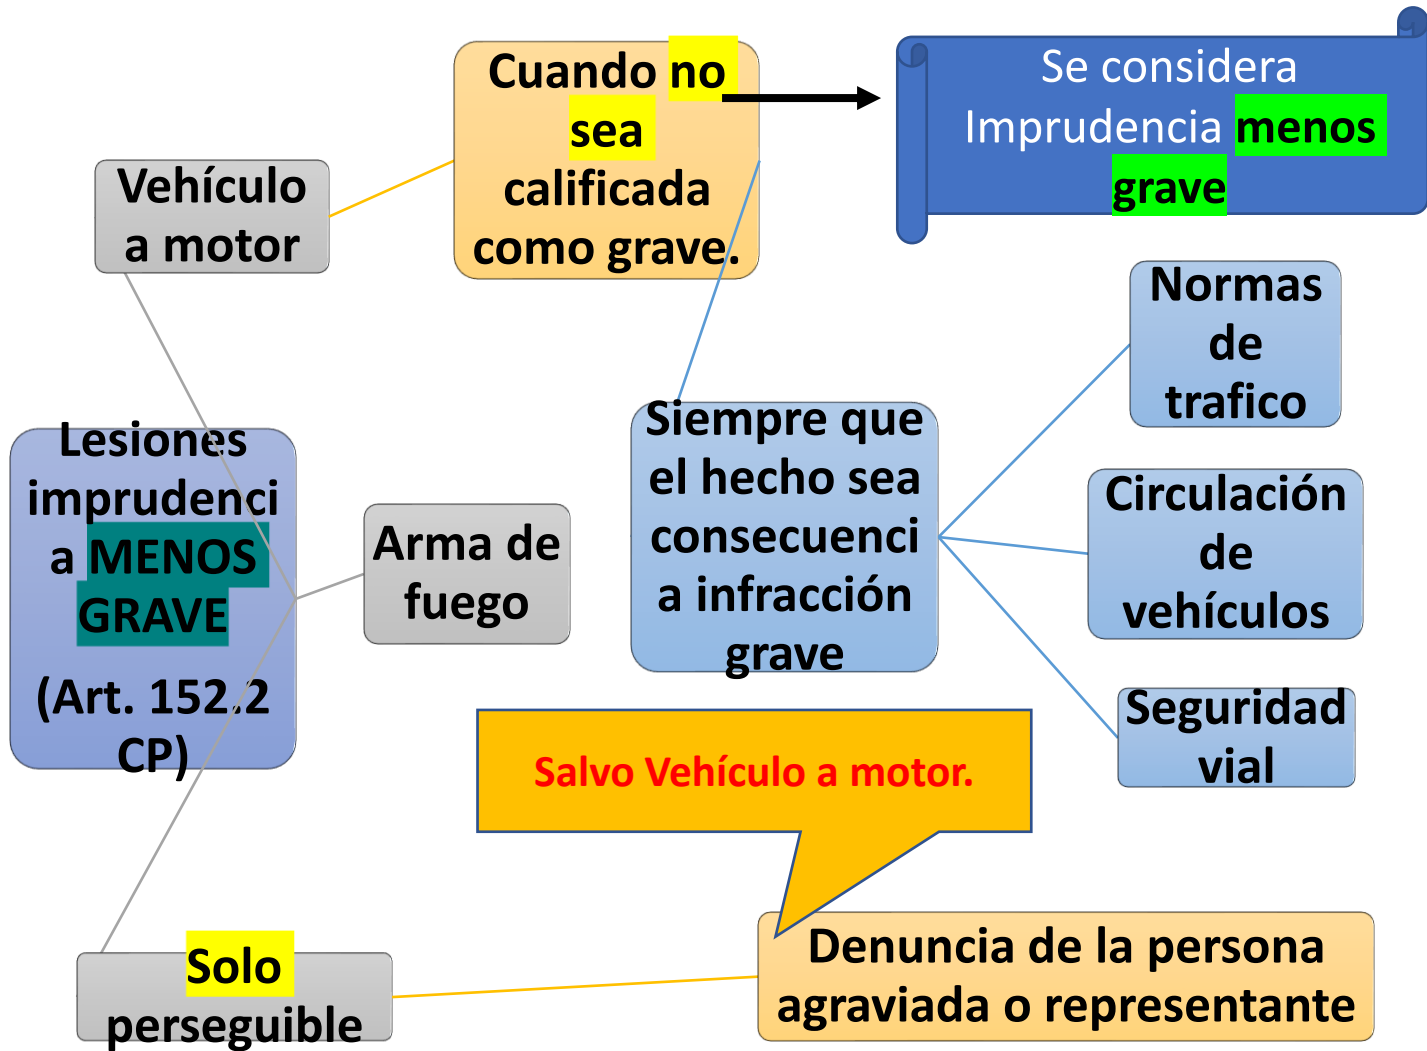 Cuando no
sea
calificada
como grave.
Se considera
Imprudencia menos
grave
Vehículo
a motor
Normas
de
trafico
Lesiones
imprudenci
a MENOS
GRAVE
(Art. 152.2
CP)
Arma de
fuego
Siempre que
el hecho sea
consecuenci
a infracción
grave
Circulación
de
vehículos
Seguridad
vial
Salvo Vehículo a motor.
Solo
perseguible
Denuncia de la persona
agraviada o representante